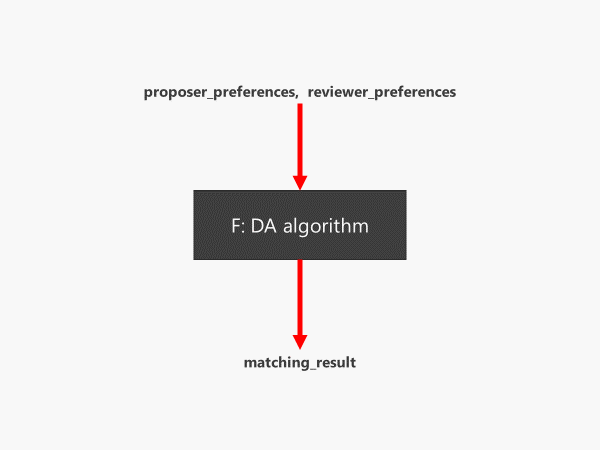 proposer_preferences, reviewer_preferences
F: DA algorithm
matching_result